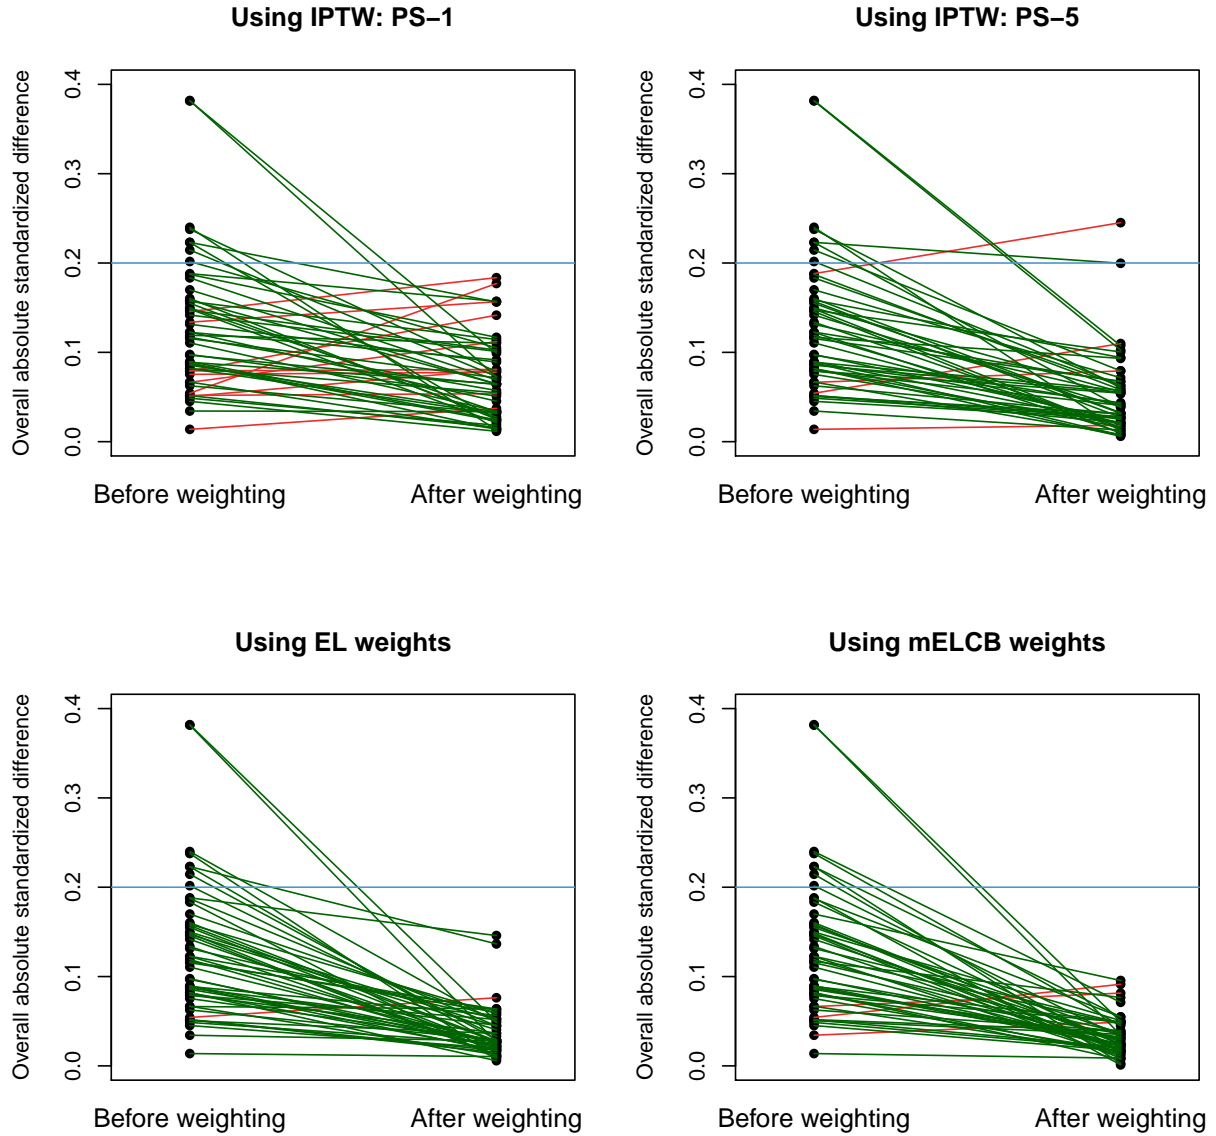 Using IPTW: PS−1
Overall absolute standardized difference
0.4
0.3
0.2
0.1
0.0
Before weighting
After weighting
Using IPTW: PS−5
Overall absolute standardized difference
0.4
0.3
0.2
0.1
0.0
Before weighting
After weighting
Using EL weights
Overall absolute standardized difference
0.4
0.3
0.2
0.1
0.0
Before weighting
After weighting
Using mELCB weights
Overall absolute standardized difference
0.4
0.3
0.2
0.1
0.0
Before weighting
After weighting